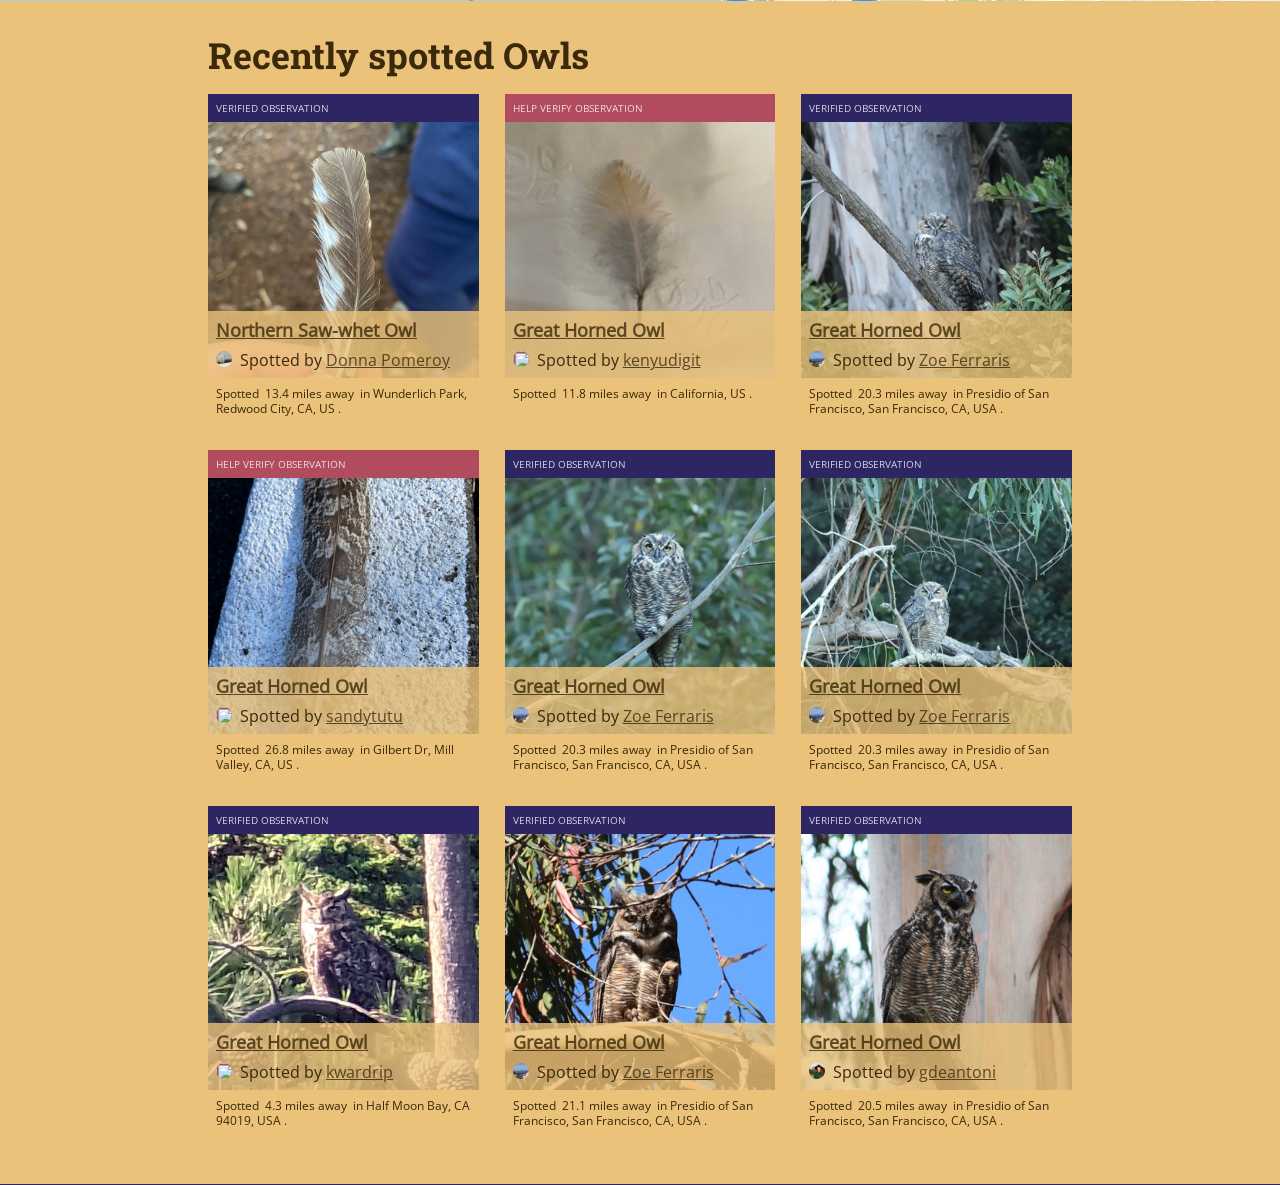 Recently spotted Owls
VERIFIED OBSERVATION
Northern Saw-whet Owl
Spotted by Donna Pomeroy
Spotted 13.4 miles away in Wunderlich Park,
Redwood City, CA, US .
HELP VERIFY OBSERVATION
Great Horned Owl
Spotted by kenyudigit
Spotted 11.8 miles away in California, US .
VERIFIED OBSERVATION
Great Horned Owl
Spotted by Zoe Ferraris
Spotted 20.3 miles away in Presidio of San
Francisco, San Francisco, CA, USA .
HELP VERIFY OBSERVATION
Great Horned Owl
Spotted by sandytutu
Spotted 26.8 miles away in Gilbert Dr, Mill
Valley, CA, US .
VERIFIED OBSERVATION
Great Horned Owl
Spotted by Zoe Ferraris
Spotted 20.3 miles away in Presidio of San
Francisco, San Francisco, CA, USA .
VERIFIED OBSERVATION
Great Horned Owl
Spotted by Zoe Ferraris
Spotted 20.3 miles away in Presidio of San
Francisco, San Francisco, CA, USA .
VERIFIED OBSERVATION
Great Horned Owl
Spotted by kwardrip
Spotted 4.3 miles away in Half Moon Bay, CA
94019, USA .
VERIFIED OBSERVATION
Great Horned Owl
Spotted by Zoe Ferraris
Spotted 21.1 miles away in Presidio of San
Francisco, San Francisco, CA, USA .
VERIFIED OBSERVATION
Great Horned Owl
Spotted by gdeantoni
Spotted 20.5 miles away in Presidio of San
Francisco, San Francisco, CA, USA .